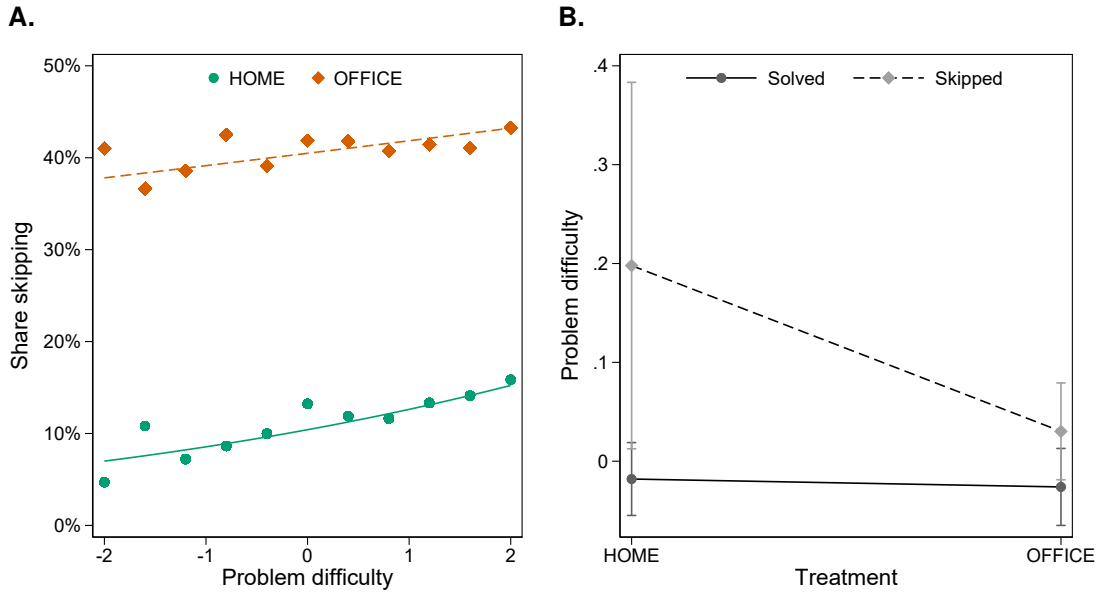 A.
Share skipping
50%
40%
30%
20%
10%
0%
HOME OFFICE
-2 -1 0 1 2
Problem difficulty
B.
Problem difficulty
.4
.3
.2
.1
0
Solved Skipped
HOME OFFICE
Treatment